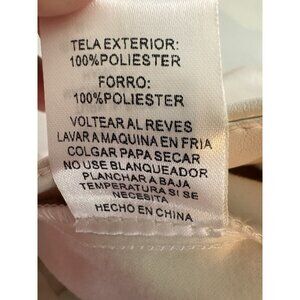 TELA EXTERIOR:
100%POLIESTER
FORRO:
100%POLIESTER
VOLTEAR AL REVES
LAVAR A MAQUINA EN FRIA
COLGAR PAPA SECAR
NO USE BLANQUEADOR
PLANCHAR A BAJA
TEMPERATURA SI SE
NECESITA
HECHO EN CHINA